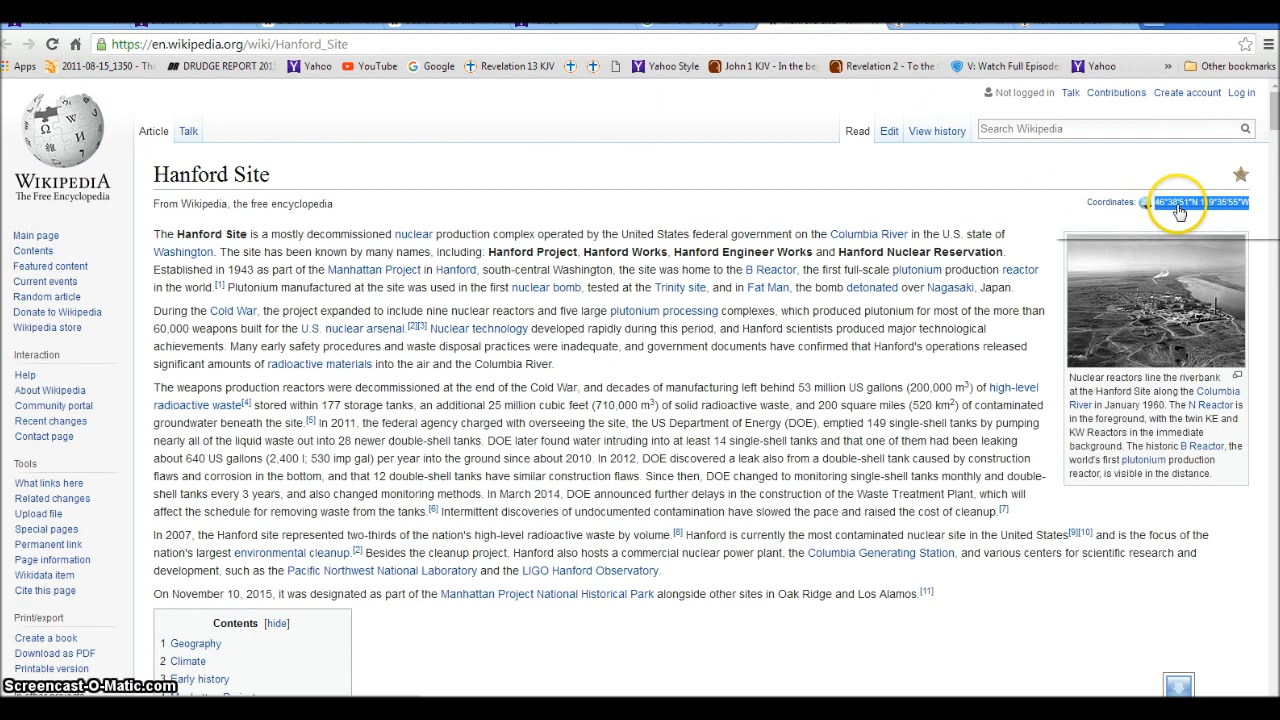 https://en.wikipedia.org/wiki/Hanford_Site
Apps 2011-08-15_1350 - The DRUDGE REPORT 201 Yahoo YouTube Google Revelation 13 KJV Yahoo Style John 1 KJV - In the be Revelation 2 - To the C V: Watch Full Episode Yahoo » Other bookmarks
Not logged in Talk Contributions Create account Log in
Article Talk Read Edit View history Search Wikipedia
WIKIPEDIA
The Free Encyclopedia
Hanford Site
From Wikipedia, the free encyclopedia
Coordinates: 46°38′51″N 119°35′55″W
Main page
Contents
Featured content
Current events
Random article
Donate to Wikipedia
Wikipedia store
Interaction
Help
About Wikipedia
Community portal
Recent changes
Contact page
Tools
What links here
Related changes
Upload file
Special pages
Permanent link
Page information
Wikidata item
Cite this page
Print/export
Create a book
Download as PDF
Printable version
The Hanford Site is a mostly decommissioned nuclear production complex operated by the United States federal government on the Columbia River in the U.S. state of
Washington. The site has been known by many names, including: Hanford Project, Hanford Works, Hanford Engineer Works and Hanford Nuclear Reservation.
Established in 1943 as part of the Manhattan Project in Hanford, south-central Washington, the site was home to the B Reactor, the first full-scale plutonium production reactor
in the world.[1] Plutonium manufactured at the site was used in the first nuclear bomb, tested at the Trinity site, and in Fat Man, the bomb detonated over Nagasaki, Japan.
During the Cold War, the project expanded to include nine nuclear reactors and five large plutonium processing complexes, which produced plutonium for most of the more than
60,000 weapons built for the U.S. nuclear arsenal.[2][3] Nuclear technology developed rapidly during this period, and Hanford scientists produced major technological
achievements. Many early safety procedures and waste disposal practices were inadequate, and government documents have confirmed that Hanford's operations released
significant amounts of radioactive materials into the air and the Columbia River.
The weapons production reactors were decommissioned at the end of the Cold War, and decades of manufacturing left behind 53 million US gallons (200,000 m³) of high-level
radioactive waste[4] stored within 177 storage tanks, an additional 25 million cubic feet (710,000 m³) of solid radioactive waste, and 200 square miles (520 km²) of contaminated
groundwater beneath the site.[5] In 2011, the federal agency charged with overseeing the site, the US Department of Energy (DOE), emptied 149 single-shell tanks by pumping
nearly all of the liquid waste out into 28 newer double-shell tanks. DOE later found water intruding into at least 14 single-shell tanks and that one of them had been leaking
about 640 US gallons (2,400 l; 530 imp gal) per year into the ground since about 2010. In 2012, DOE discovered a leak also from a double-shell tank caused by construction
flaws and corrosion in the bottom, and that 12 double-shell tanks have similar construction flaws. Since then, DOE changed to monitoring single-shell tanks monthly and double-
shell tanks every 3 years, and also changed monitoring methods. In March 2014, DOE announced further delays in the construction of the Waste Treatment Plant, which will
affect the schedule for removing waste from the tanks.[6] Intermittent discoveries of undocumented contamination have slowed the pace and raised the cost of cleanup.[7]
In 2007, the Hanford site represented two-thirds of the nation's high-level radioactive waste by volume.[8] Hanford is currently the most contaminated nuclear site in the United States[9][10] and is the focus of the
nation's largest environmental cleanup.[2] Besides the cleanup project, Hanford also hosts a commercial nuclear power plant, the Columbia Generating Station, and various centers for scientific research and
development, such as the Pacific Northwest National Laboratory and the LIGO Hanford Observatory.
On November 10, 2015, it was designated as part of the Manhattan Project National Historical Park alongside other sites in Oak Ridge and Los Alamos.[11]
Nuclear reactors line the riverbank
at the Hanford Site along the Columbia
River in January 1960. The N Reactor is
in the foreground, with the twin KE and
KW Reactors in the immediate
background. The historic B Reactor, the
world's first plutonium production
reactor, is visible in the distance.
Contents [hide]
1 Geography
2 Climate
3 Early history
Screencast-O-Matic.com